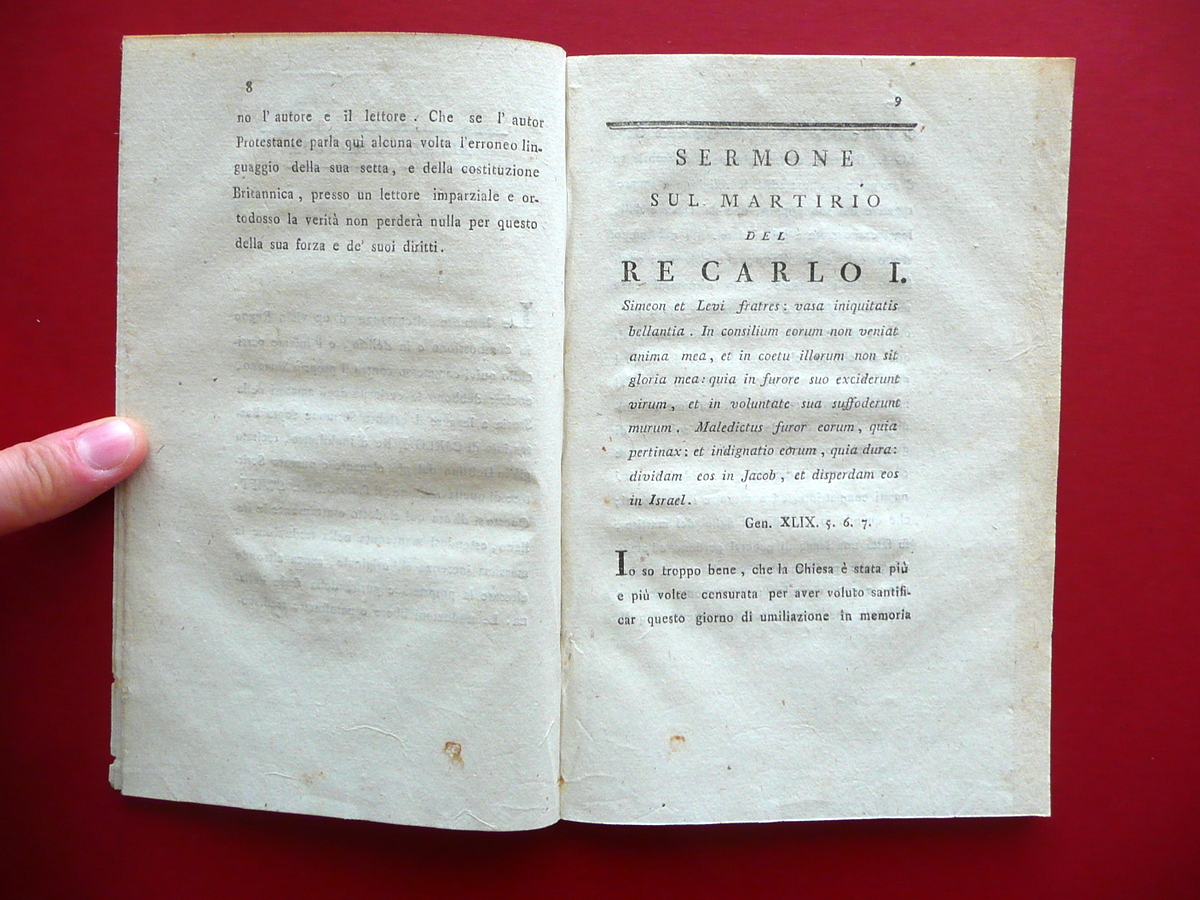 8
no l' autore e il lettore . Che se l' autor
Protestante parla qui alcuna volta l'erroneo lin-
guaggio della sua setta, e della costituzione
Britannica, presso un lettore imparziale e or-
todosso la verità non perderà nulla per questo
della sua forza e de' suoi diritti.
9
SERMONE
SUL MARTIRIO
DEL
RE CARLO I.
Simeon et Levi fratres: vasa iniquitatis
bellantia. In consilium eorum non veniat
anima mea, et in coetu illorum non sit
gloria mea: quia in furore suo exciderunt
virum, et in voluntate sua suffoderunt
murum. Maledictus furor eorum, quia
pertinax: et indignatio eorum, quia dura:
dividam eos in Jacob, et disperdam eos
in Israel.
Gen. XLIX. 5. 6. 7.
Io so troppo bene, che la Chiesa è stata più
e più volte censurata per aver voluto santifi-
car questo giorno di umiliazione in memoria